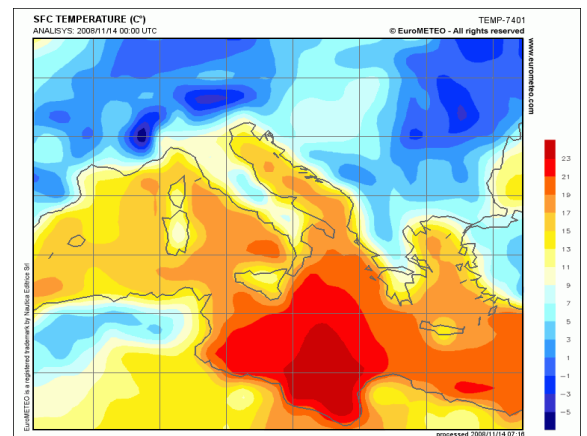 SFC TEMPERATURE (C°)
TEMP-7401
ANALISYS: 2008/11/14 00:00 UTC
© EuroMETEO - All rights reserved
www.eurometeo.com
EuroMETEO is a registered trademark by Nautica Editrice Srl
23
21
19
17
15
13
11
9
7
5
3
1
−1
−3
−5
processed 2008/11/14 07:16